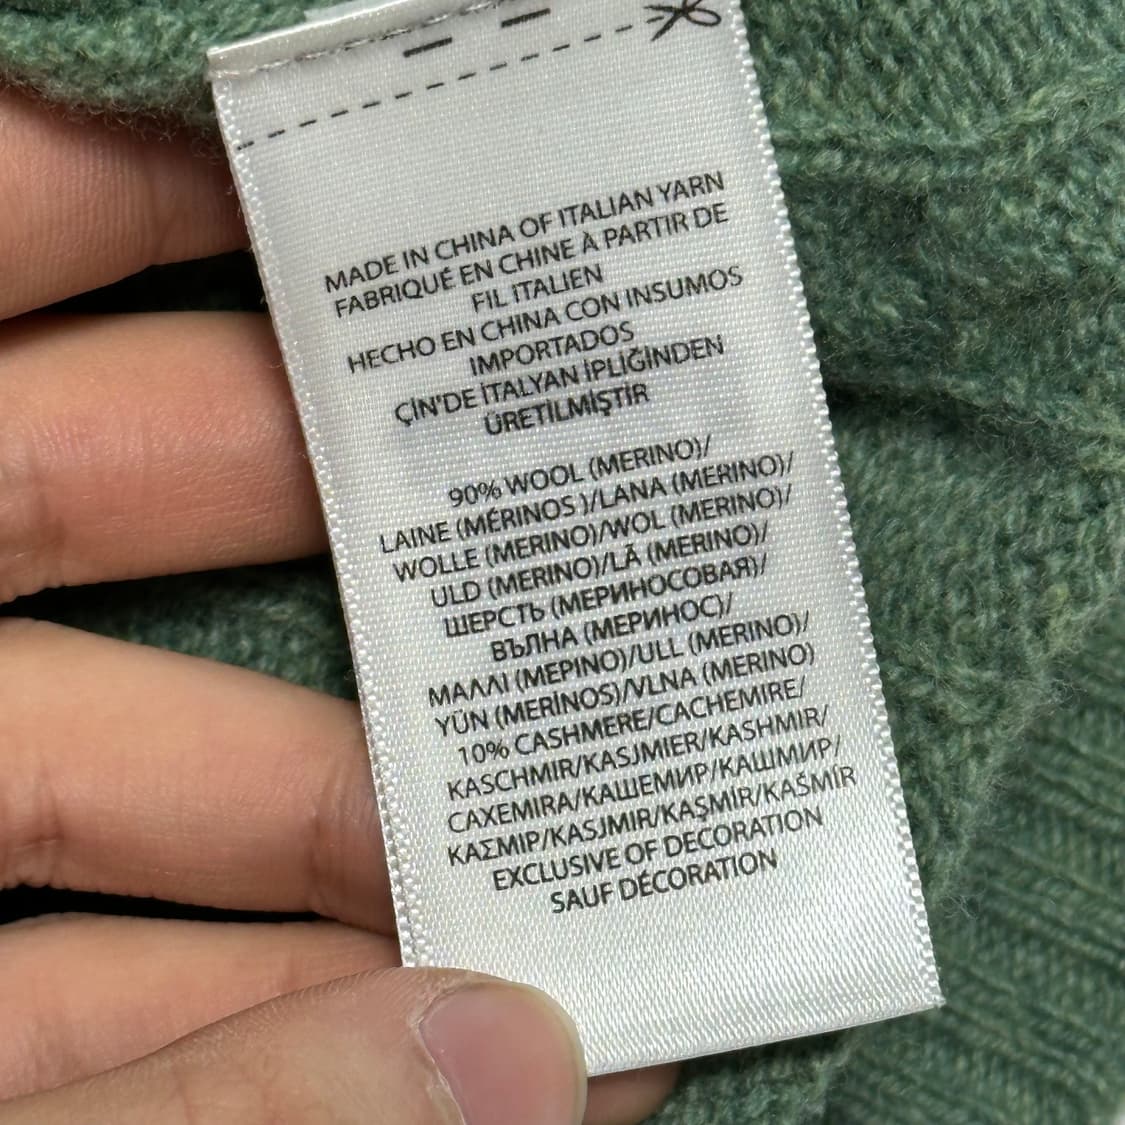 MADE IN CHINA OF ITALIAN YARN
FABRIQUÉ EN CHINE À PARTIR DE
FIL ITALIEN
HECHO EN CHINA CON INSUMOS
IMPORTADOS
ÇİN'DE İTALYAN İPLİĞİNDEN
ÜRETİLMİŞTİR
90% WOOL (MERINO)/
LAINE (MÉRINOS )/LANA (MERINO)/
WOLLE (MERINO)/WOL (MERINO)/
ULD (MERINO)/LÃ (MERINO)/
ШЕРСТЬ (МЕРИНОСОВАЯ)/
ВЪЛНА (МЕРИНОС)/
ΜΑΛΛΙ (ΜΕΡΙΝΟ)/ULL (MERINO)/
YÜN (MERİNOS)/VLNA (MERINO)
10% CASHMERE/CACHEMIRE/
KASCHMIR/KASJMIER/KASHMIR/
CAXEMIRA/КАШЕМИР/КАШМИР/
ΚΑΣΜΙΡ/KASJMIR/KAŞMİR/KAŠMÍR
EXCLUSIVE OF DECORATION
SAUF DÉCORATION